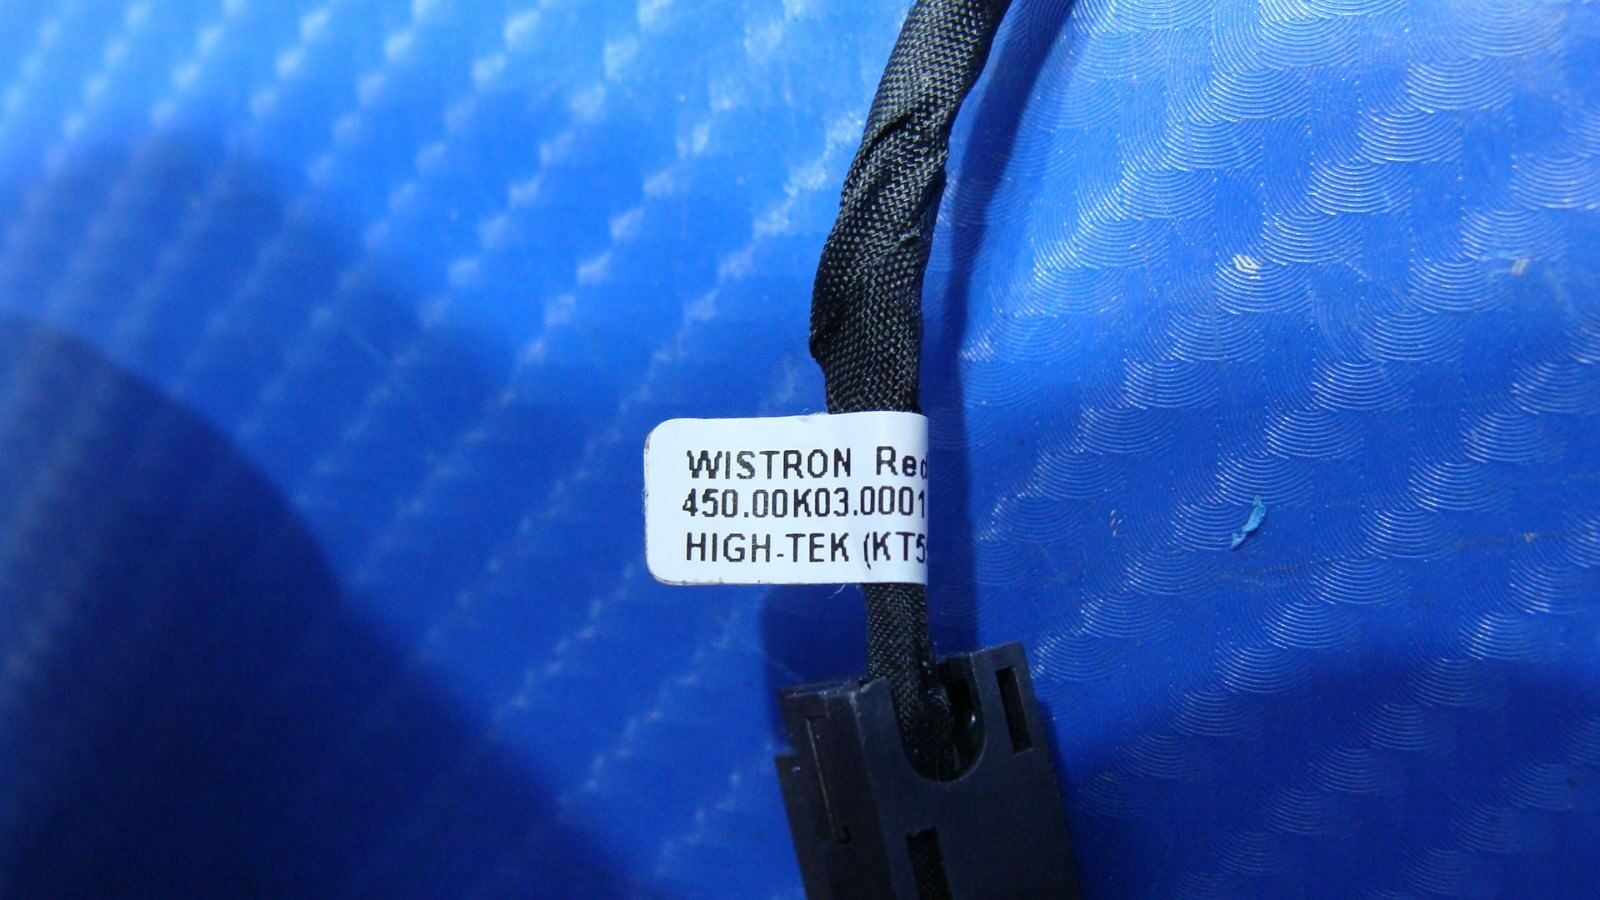 WISTRON Red
450.00K03.0001
HIGH-TEK (KT5